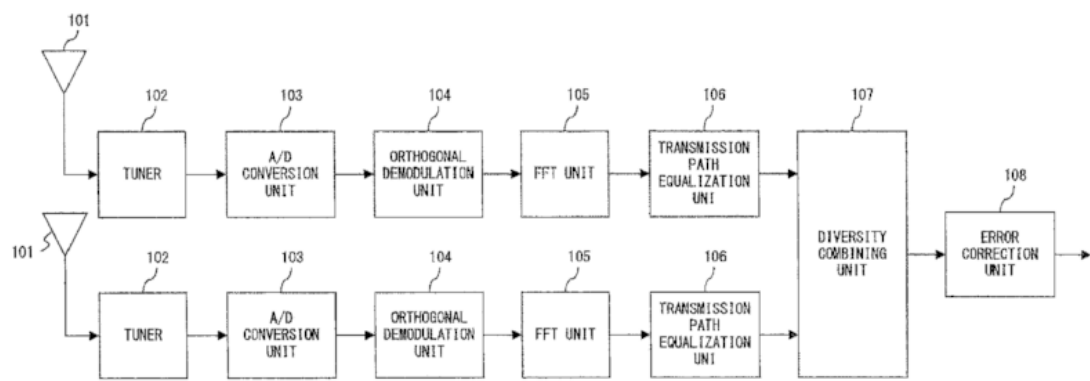 101
102
103
104
105
106
107
TUNER
A/D
CONVERSION
UNIT
ORTHOGONAL
DEMODULATION
UNIT
FFT UNIT
TRANSMISSION
PATH
EQUALIZATION
UNI
108
101
DIVERSITY
COMBINING
UNIT
ERROR
CORRECTION
UNIT
102
103
104
105
106
TUNER
A/D
CONVERSION
UNIT
ORTHOGONAL
DEMODULATION
UNIT
FFT UNIT
TRANSMISSION
PATH
EQUALIZATION
UNI